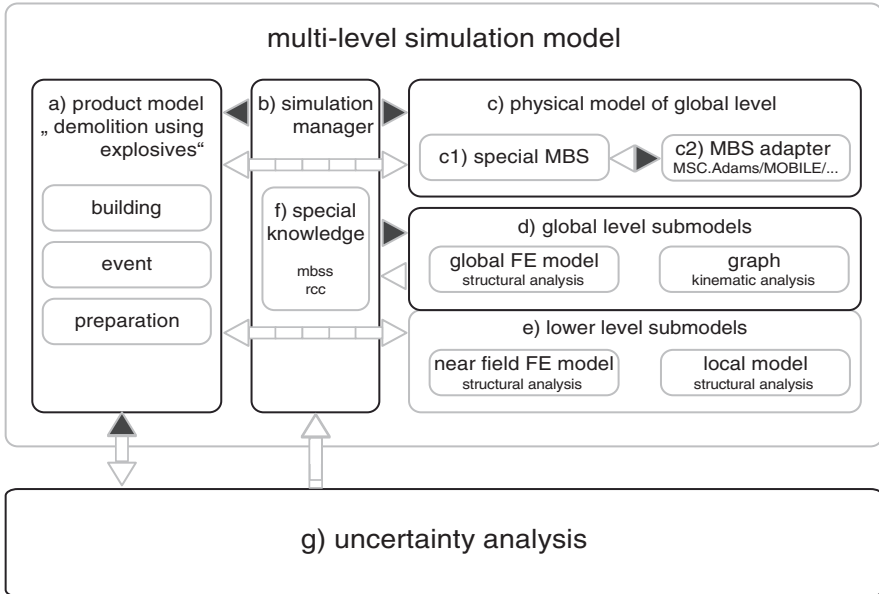 multi-level simulation model
a) product model
„ demolition using
explosives“
building
event
preparation
b) simulation
manager
f) special
knowledge
mbss
rcc
c) physical model of global level
c1) special MBS
c2) MBS adapter
MSC.Adams/MOBILE/...
d) global level submodels
global FE model
structural analysis
graph
kinematic analysis
e) lower level submodels
near field FE model
structural analysis
local model
structural analysis
g) uncertainty analysis